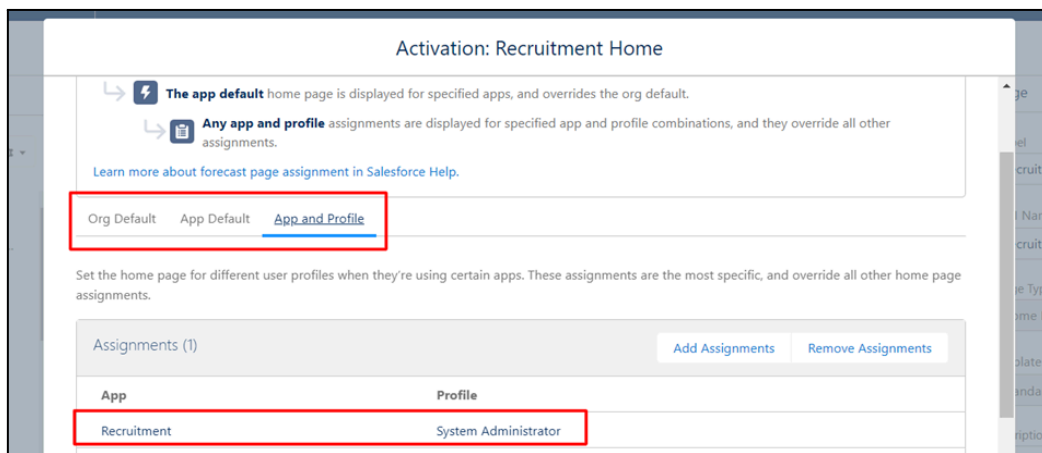 Activation: Recruitment Home
The app default home page is displayed for specified apps, and overrides the org default.
Any app and profile assignments are displayed for specified app and profile combinations, and they override all other
assignments.
Learn more about forecast page assignment in Salesforce Help.
Org Default App Default App and Profile
Set the home page for different user profiles when they're using certain apps. These assignments are the most specific, and override all other home page
assignments.
Assignments (1) Add Assignments Remove Assignments
App Profile
Recruitment System Administrator